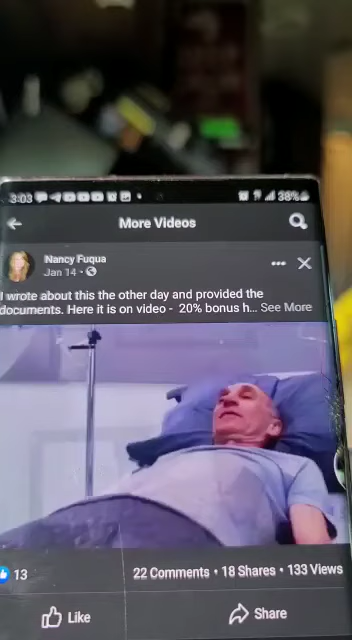 3:03 38%
More Videos
Nancy Fuqua
Jan 14 •
I wrote about this the other day and provided the
documents. Here it is on video - 20% bonus h... See More
13 22 Comments • 18 Shares • 133 Views
Like Share